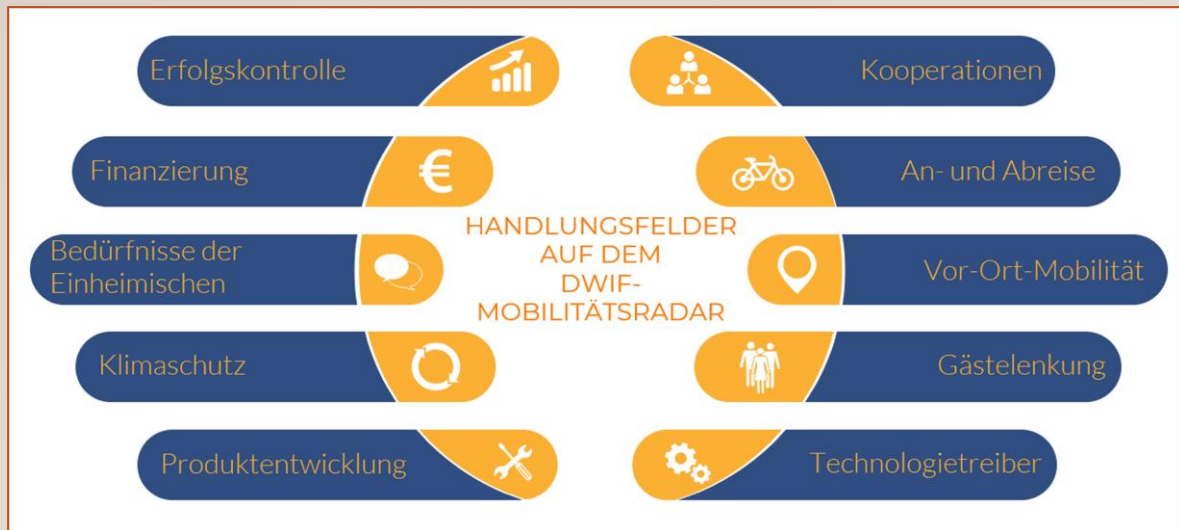 Erfolgskontrolle
Finanzierung
Bedürfnisse der
Einheimischen
Klimaschutz
Produktentwicklung
HANDLUNGSFELDER
AUF DEM
DWIF-
MOBILITÄTSRADAR
Kooperationen
An- und Abreise
Vor-Ort-Mobilität
Gästelenkung
Technologietreiber